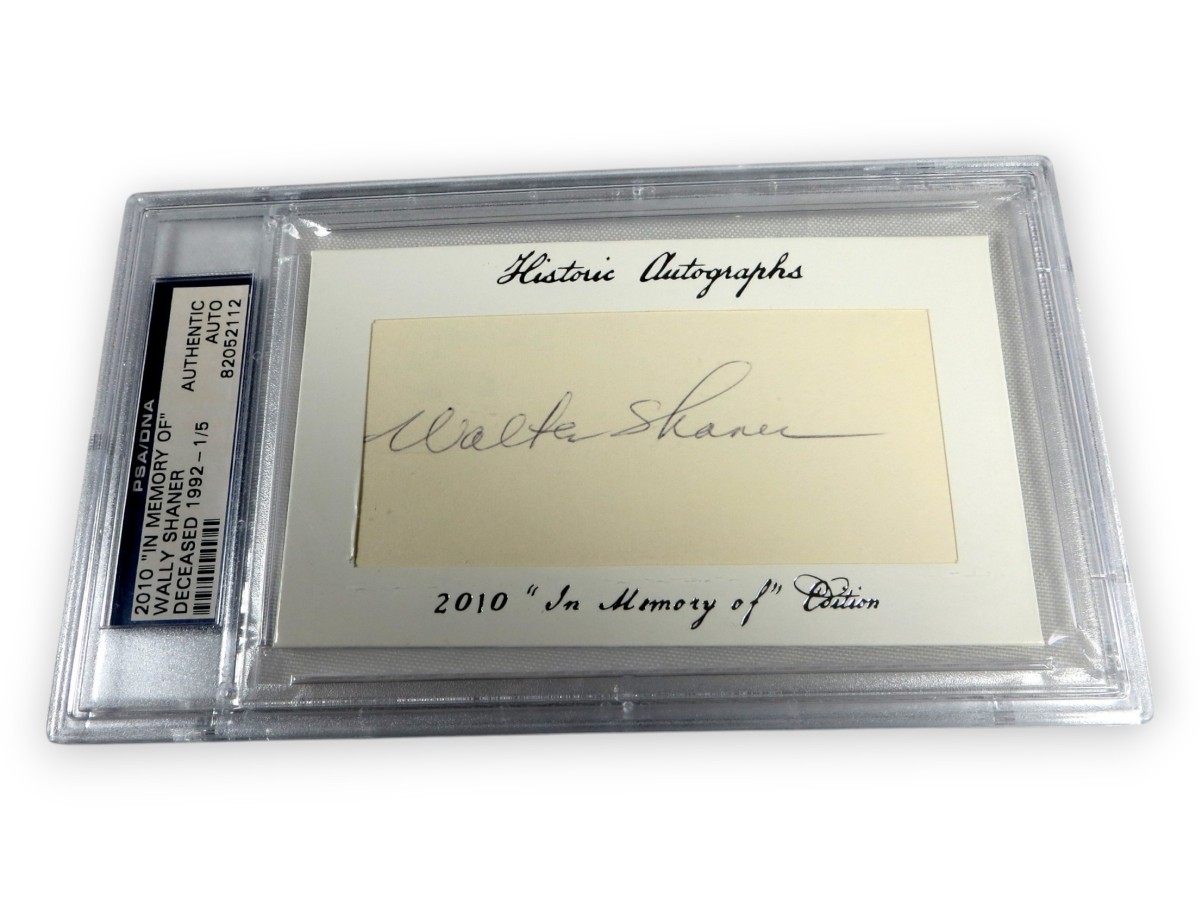 PSA/DNA
2010 "IN MEMORY OF"
WALLY SHANER
DECEASED 1992 - 1/5
AUTHENTIC
AUTO
82052112
Historic Autographs
Walter Shaner
2010 "In Memory of" Edition